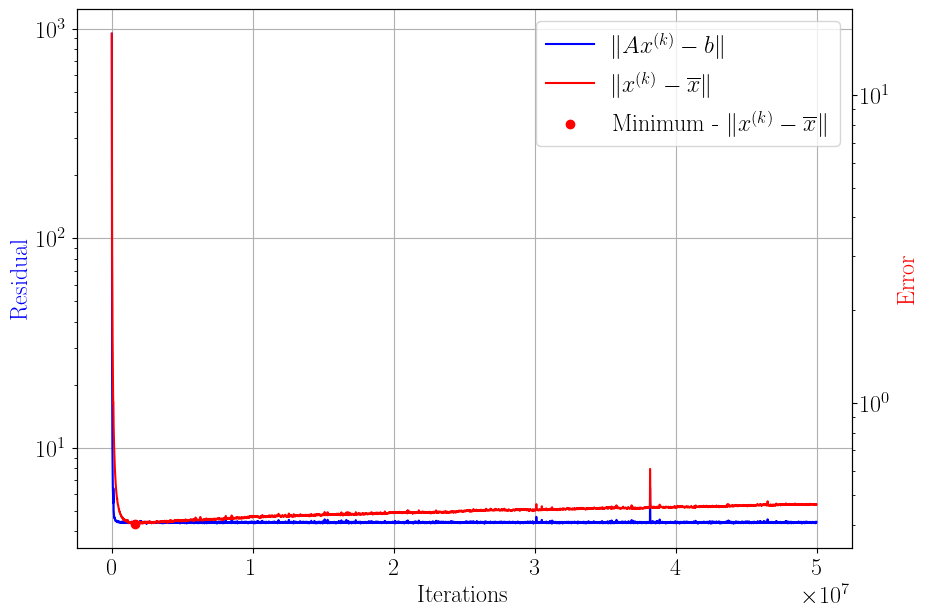 ‖Ax⁽ᵏ⁾ − b‖
‖x⁽ᵏ⁾ − x̅‖
Minimum - ‖x⁽ᵏ⁾ − x̅‖
10³
10²
10¹
Residual
10¹
10⁰
Error
0 1 2 3 4 5
Iterations
×10⁷